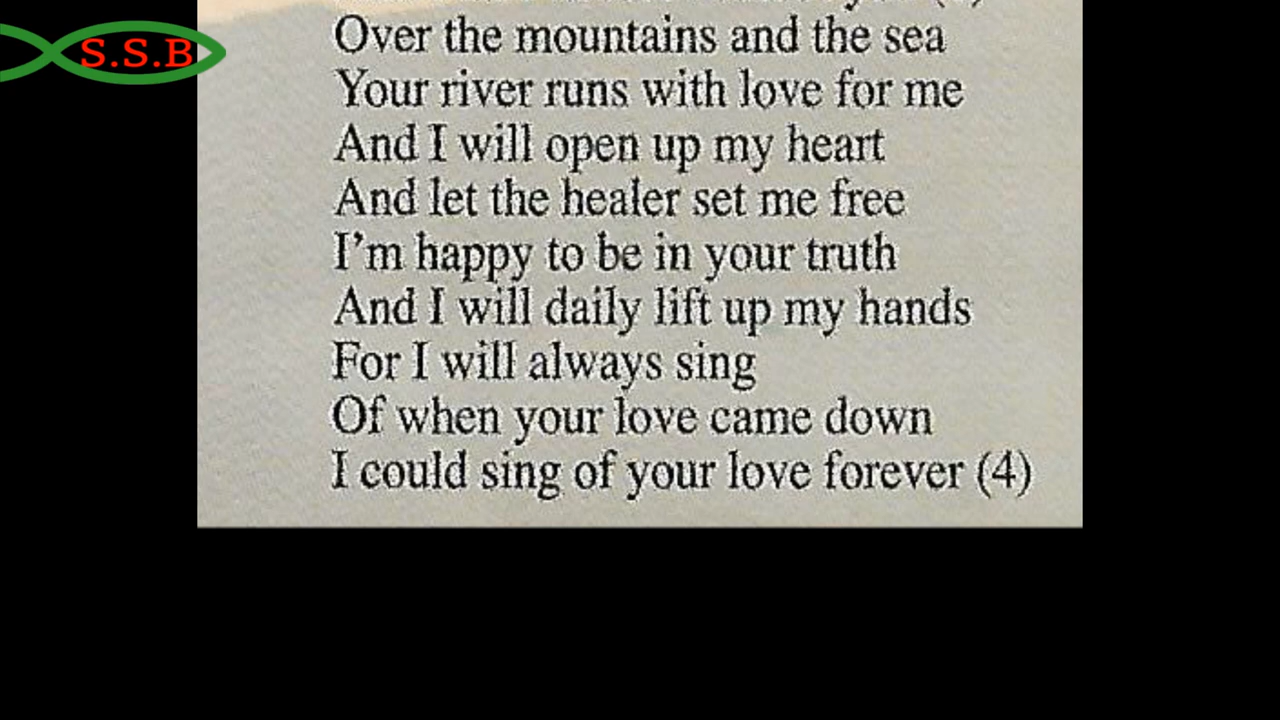 S.S.B
Over the mountains and the sea
Your river runs with love for me
And I will open up my heart
And let the healer set me free
I'm happy to be in your truth
And I will daily lift up my hands
For I will always sing
Of when your love came down
I could sing of your love forever (4)